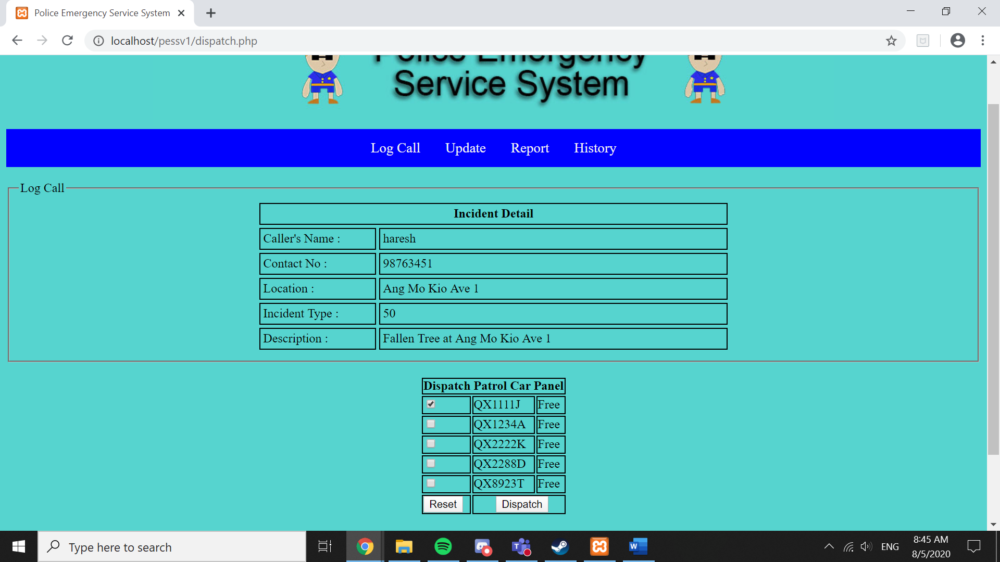 Police Emergency Service System
localhost/pessv1/dispatch.php
Police Emergency
Service System
Log Call Update Report History
Log Call
Incident Detail
Caller's Name : haresh
Contact No : 98763451
Location : Ang Mo Kio Ave 1
Incident Type : 50
Description : Fallen Tree at Ang Mo Kio Ave 1
Dispatch Patrol Car Panel
QX1111J Free
QX1234A Free
QX2222K Free
QX2288D Free
QX8923T Free
Reset Dispatch
Type here to search
ENG
8:45 AM
8/5/2020